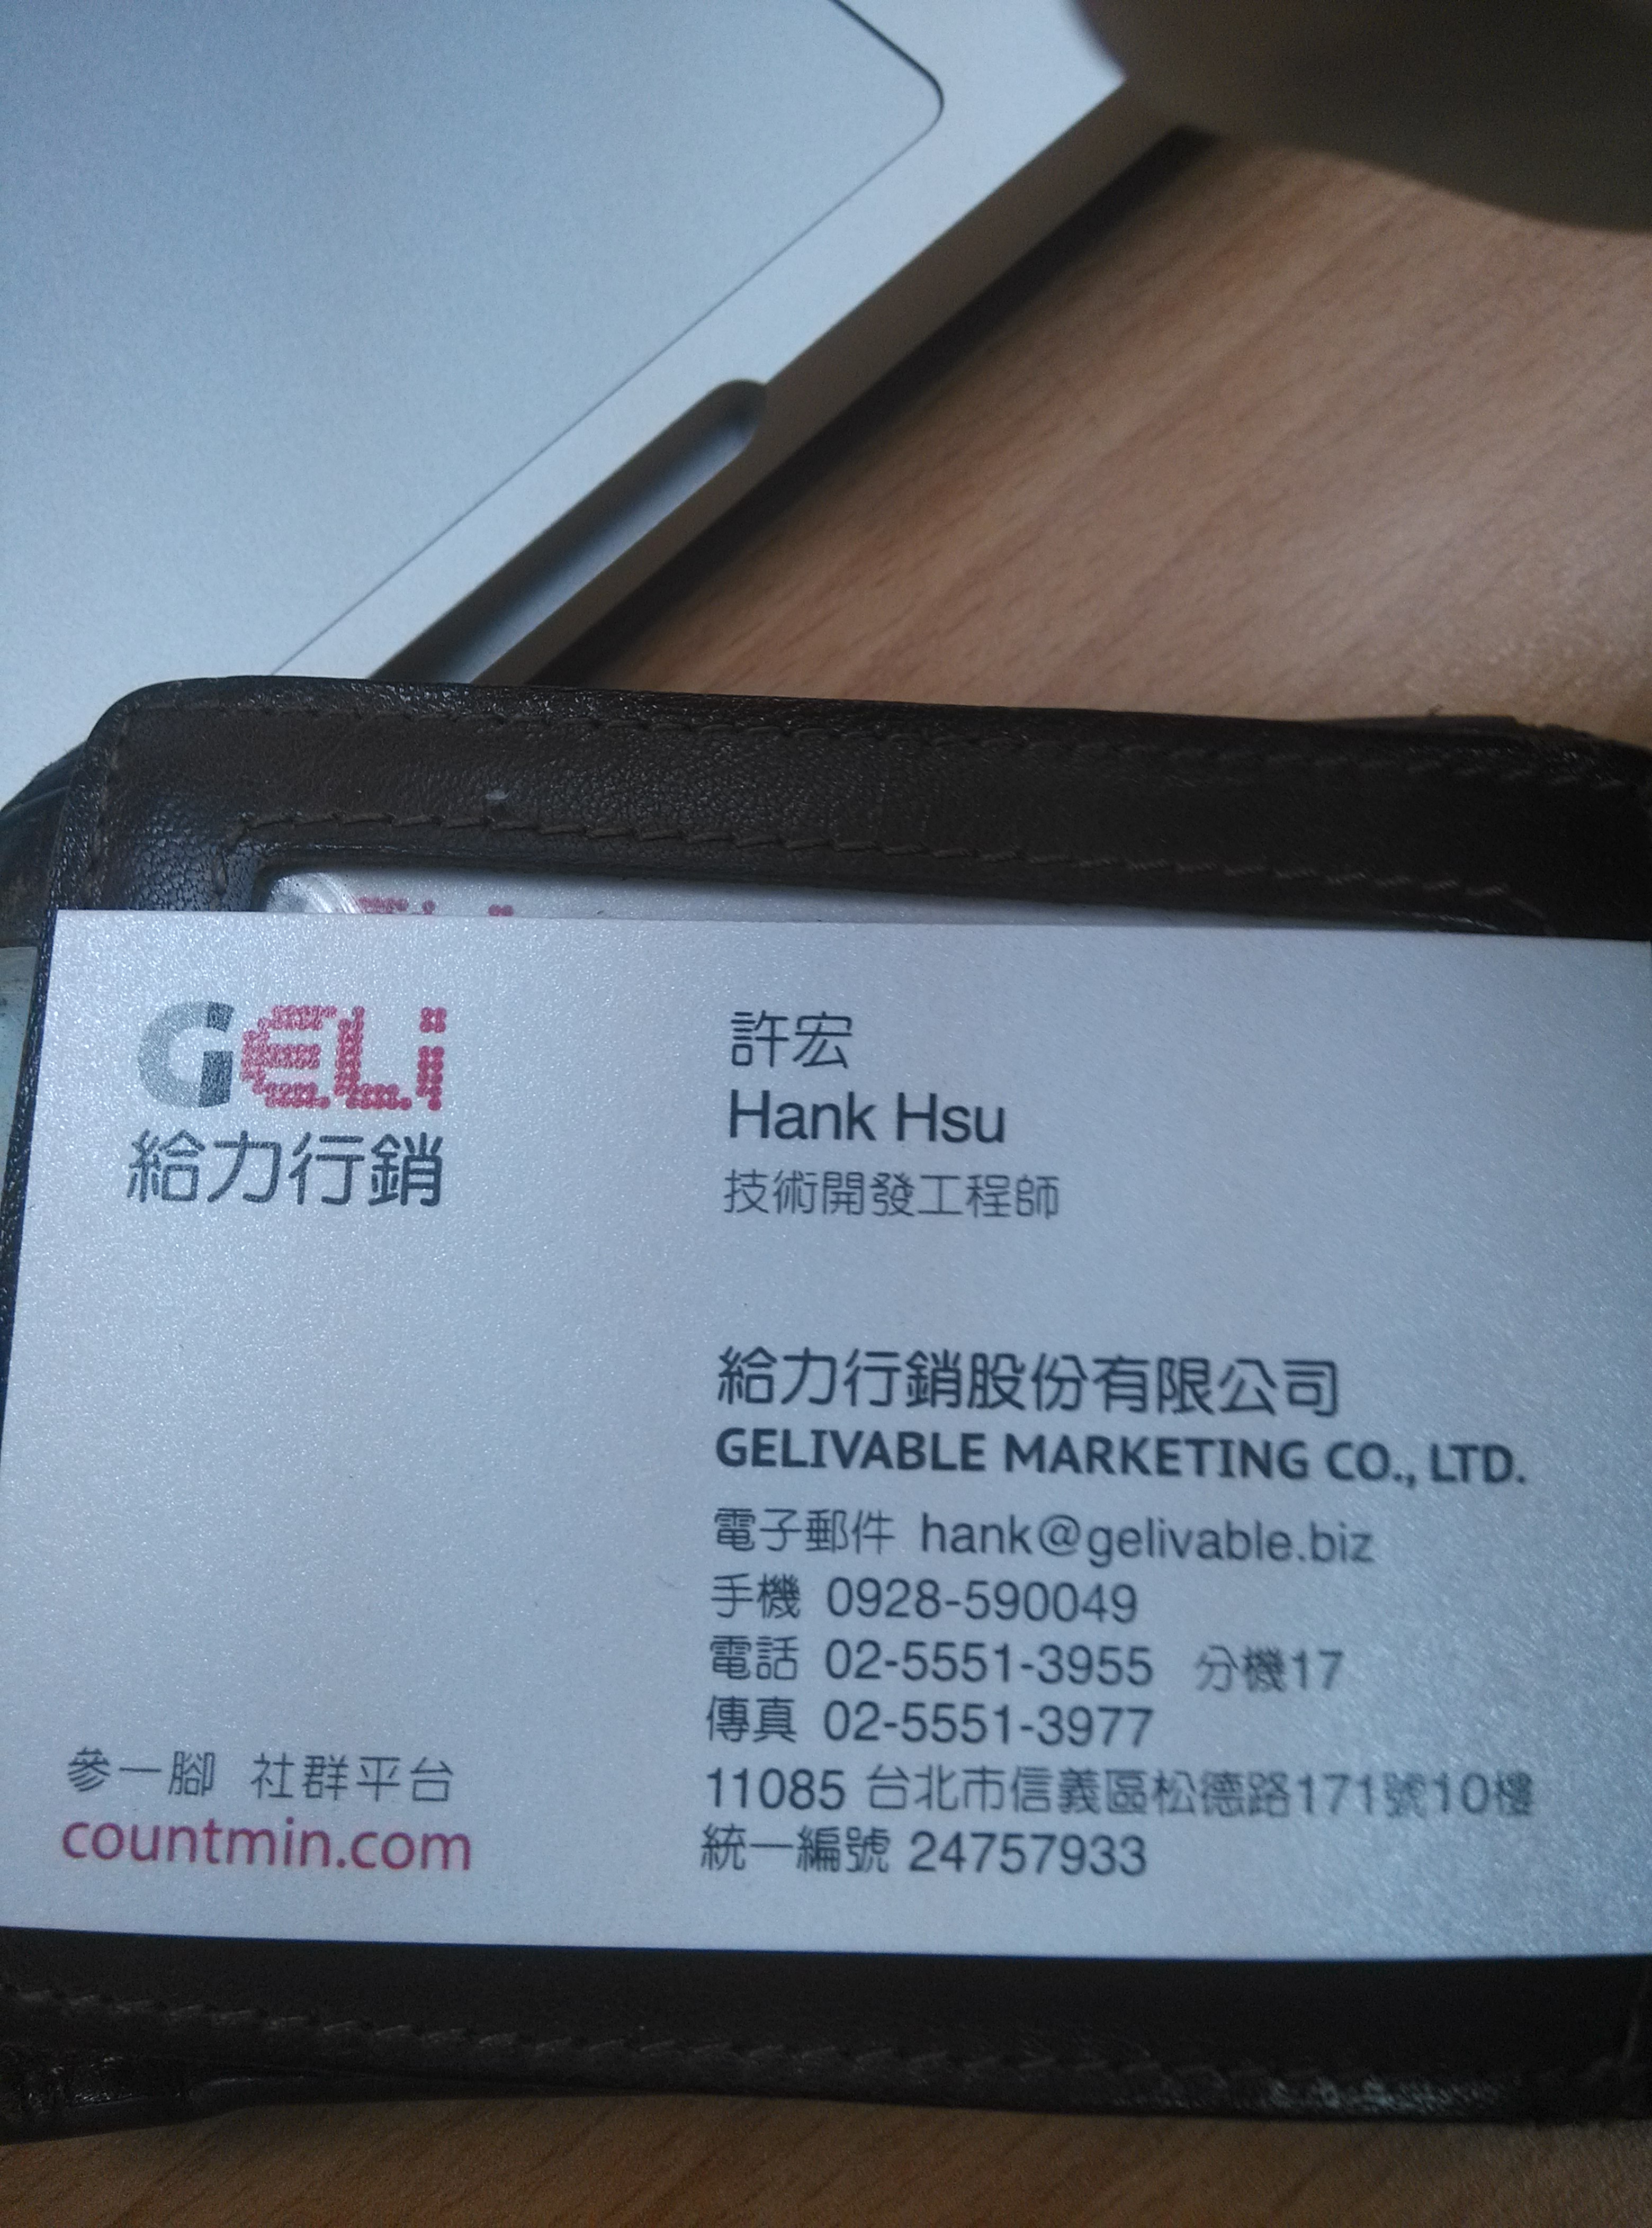 GELi
給力行銷
許宏
Hank Hsu
技術開發工程師
給力行銷股份有限公司
GELIVABLE MARKETING CO., LTD.
電子郵件 hank@gelivable.biz
手機 0928-590049
電話 02-5551-3955 分機17
傳真 02-5551-3977
11085 台北市信義區松德路171號10樓
統一編號 24757933
參一腳 社群平台
countmin.com